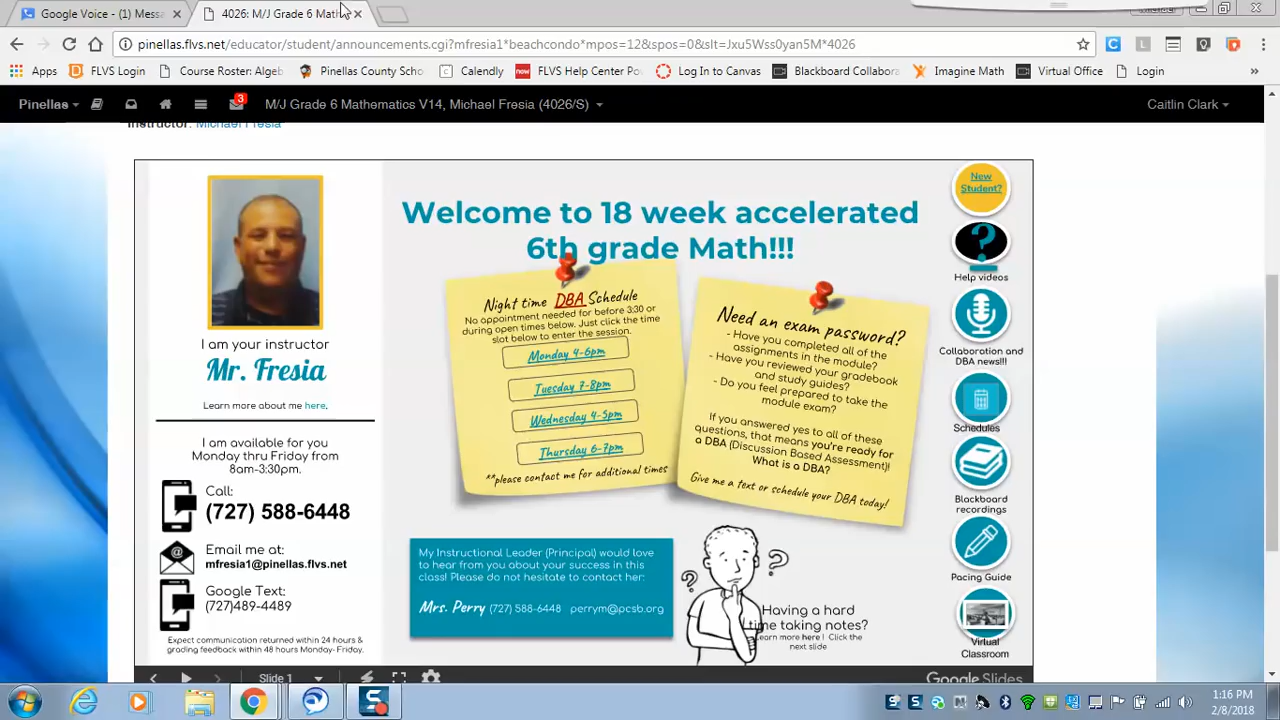 Google Voice - (1) Messa
4026: M/J Grade 6 Math
pinellas.flvs.net/educator/student/announcements.cgi?mfresia1*bearcondo*mpos=12&spos=0&slt=Jxu5Wss0yan5M*4026
Apps
FLVS Login
Course Roster: Algeb
Pinellas County Scho
Calendly
now
FLVS Help Center Po
Log In to Canvas
Blackboard Collabora
Imagine Math
Virtual Office
Login
»
Pinellas
3
M/J Grade 6 Mathematics V14, Michael Fresia (4026/S)
Caitlin Clark
Instructor: Michael Fresia
I am your instructor
Mr. Fresia
Learn more about me here.
I am available for you
Monday thru Friday from
8am-3:30pm.
Call:
(727) 588-6448
Email me at:
mfresia1@pinellas.flvs.net
Google Text:
(727)489-4489
Expect communication returned within 24 hours &
grading feedback within 48 hours Monday- Friday.
Welcome to 18 week accelerated
6th grade Math!!!
Night time DBA Schedule
No appointment needed for before 3:30 or
during open times below. Just click the time
slot below to enter the session.
Monday 4-6pm
Tuesday 7-8pm
Wednesday 4-5pm
Thursday 6-7pm
**please contact me for additional times
Need an exam password?
- Have you completed all of the
assignments in the module?
- Have you reviewed your gradebook
and study guides?
- Do you feel prepared to take the
module exam?
If you answered yes to all of these
questions, that means you're ready for
a DBA (Discussion Based Assessment)!
What is a DBA?
Give me a text or schedule your DBA today!
My Instructional Leader (Principal) would love
to hear from you about your success in this
class! Please do not hesitate to contact her:
Mrs. Perry (727) 588-6448 perrym@pcsb.org
Having a hard
time taking notes?
Learn more here! Click the
next slide
New
Student?
?
Help videos
Collaboration and
DBA news!!!
Schedules
Blackboard
recordings
Pacing Guide
Virtual
Classroom
Slide 1
Google Slides
1:16 PM
2/8/2018